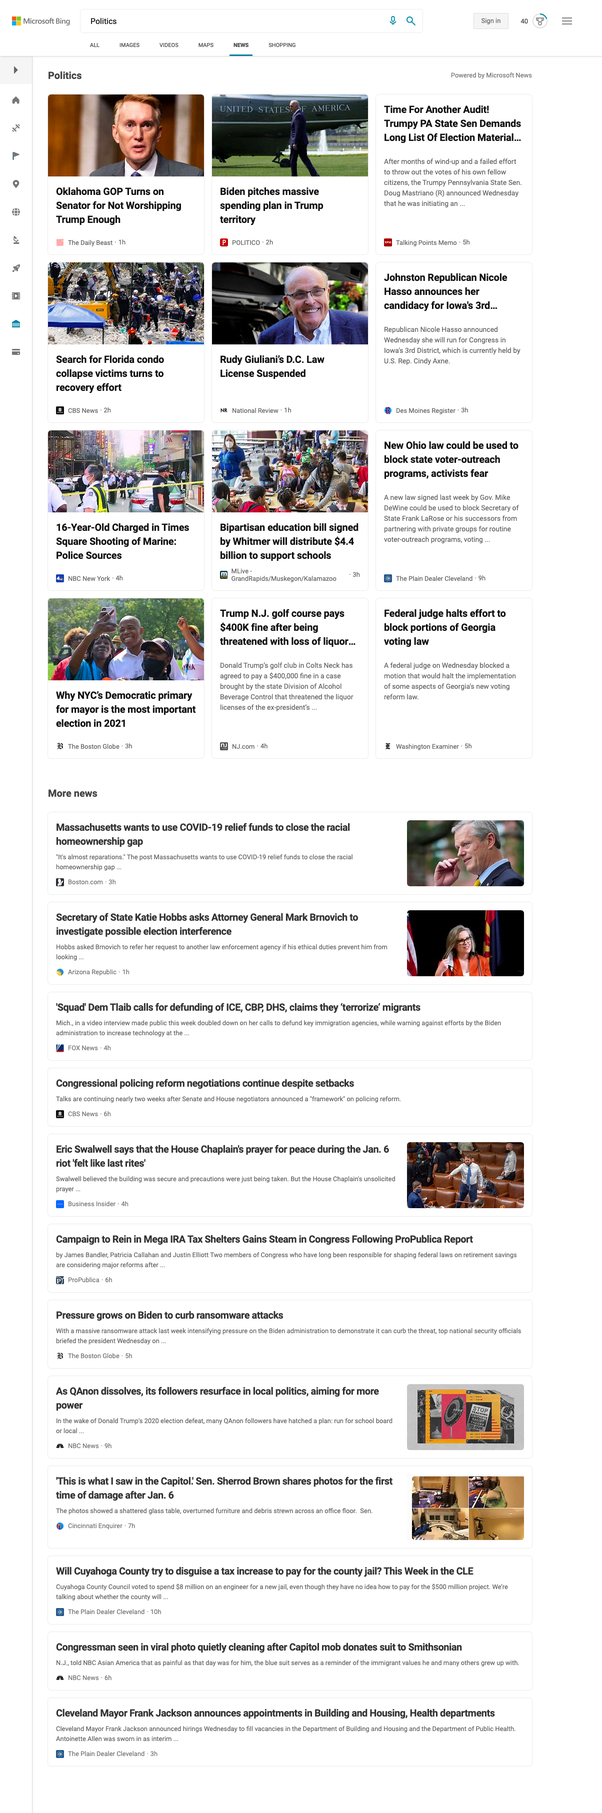 Microsoft Bing
Politics
Sign in
40
ALL
IMAGES
VIDEOS
MAPS
NEWS
SHOPPING
Politics
Powered by Microsoft News
Oklahoma GOP Turns on
Senator for Not Worshipping
Trump Enough
The Daily Beast · 1h
UNITED STATES OF AMERICA
Biden pitches massive
spending plan in Trump
territory
POLITICO · 2h
Time For Another Audit!
Trumpy PA State Sen Demands
Long List Of Election Material...
After months of wind-up and a failed effort
to throw out the votes of his own fellow
citizens, the Trumpy Pennsylvania State Sen.
Doug Mastriano (R) announced Wednesday
that he was initiating an ...
Talking Points Memo · 5h
Search for Florida condo
collapse victims turns to
recovery effort
CBS News · 2h
Rudy Giuliani's D.C. Law
License Suspended
NR National Review · 1h
Johnston Republican Nicole
Hasso announces her
candidacy for Iowa's 3rd...
Republican Nicole Hasso announced
Wednesday she will run for Congress in
Iowa's 3rd District, which is currently held by
U.S. Rep. Cindy Axne.
Des Moines Register · 3h
16-Year-Old Charged in Times
Square Shooting of Marine:
Police Sources
NBC New York · 4h
Bipartisan education bill signed
by Whitmer will distribute $4.4
billion to support schools
MLive -
GrandRapids/Muskegon/Kalamazoo · 3h
New Ohio law could be used to
block state voter-outreach
programs, activists fear
A new law signed last week by Gov. Mike
DeWine could be used to block Secretary of
State Frank LaRose or his successors from
partnering with private groups for routine
voter-outreach programs, voting ...
The Plain Dealer Cleveland · 9h
Why NYC's Democratic primary
for mayor is the most important
election in 2021
B The Boston Globe · 3h
Trump N.J. golf course pays
$400K fine after being
threatened with loss of liquor...
Donald Trump's golf club in Colts Neck has
agreed to pay a $400,000 fine in a case
brought by the state Division of Alcohol
Beverage Control that threatened the liquor
licenses of the ex-president's ...
NJ.com · 4h
Federal judge halts effort to
block portions of Georgia
voting law
A federal judge on Wednesday blocked a
motion that would halt the implementation
of some aspects of Georgia's new voting
reform law.
Washington Examiner · 5h
More news
Massachusetts wants to use COVID-19 relief funds to close the racial
homeownership gap
"It's almost reparations." The post Massachusetts wants to use COVID-19 relief funds to close the racial
homeownership gap ...
Boston.com · 3h
Secretary of State Katie Hobbs asks Attorney General Mark Brnovich to
investigate possible election interference
Hobbs asked Brnovich to refer her request to another law enforcement agency if his ethical duties prevent him from
looking ...
Arizona Republic · 1h
'Squad' Dem Tlaib calls for defunding of ICE, CBP, DHS, claims they 'terrorize' migrants
Mich., in a video interview made public this week doubled down on her calls to defund key immigration agencies, while warning against efforts by the Biden
administration to increase technology at the ...
FOX News · 4h
Congressional policing reform negotiations continue despite setbacks
Talks are continuing nearly two weeks after Senate and House negotiators announced a "framework" on policing reform.
CBS News · 6h
Eric Swalwell says that the House Chaplain's prayer for peace during the Jan. 6
riot 'felt like last rites'
Swalwell believed the building was secure and precautions were just being taken. But the House Chaplain's unsolicited
prayer ...
Business Insider · 4h
Campaign to Rein in Mega IRA Tax Shelters Gains Steam in Congress Following ProPublica Report
by James Bandler, Patricia Callahan and Justin Elliott Two members of Congress who have long been responsible for shaping federal laws on retirement savings
are considering major reforms after ...
ProPublica · 6h
Pressure grows on Biden to curb ransomware attacks
With a massive ransomware attack last week intensifying pressure on the Biden administration to demonstrate it can curb the threat, top national security officials
briefed the president Wednesday on ...
B The Boston Globe · 5h
As QAnon dissolves, its followers resurface in local politics, aiming for more
power
In the wake of Donald Trump's 2020 election defeat, many QAnon followers have hatched a plan: run for school board
or local ...
NBC News · 9h
STOP
'This is what I saw in the Capitol.' Sen. Sherrod Brown shares photos for the first
time of damage after Jan. 6
The photos showed a shattered glass table, overturned furniture and debris strewn across an office floor. Sen.
Cincinnati Enquirer · 7h
Will Cuyahoga County try to disguise a tax increase to pay for the county jail? This Week in the CLE
Cuyahoga County Council voted to spend $8 million on an engineer for a new jail, even though they have no idea how to pay for the $500 million project. We're
talking about whether the county will ...
The Plain Dealer Cleveland · 10h
Congressman seen in viral photo quietly cleaning after Capitol mob donates suit to Smithsonian
N.J., told NBC Asian America that as painful as that day was for him, the blue suit serves as a reminder of the immigrant values he and many others grew up with.
NBC News · 6h
Cleveland Mayor Frank Jackson announces appointments in Building and Housing, Health departments
Cleveland Mayor Frank Jackson announced hirings Wednesday to fill vacancies in the Department of Building and Housing and the Department of Public Health.
Antoinette Allen was sworn in as interim ...
The Plain Dealer Cleveland · 3h